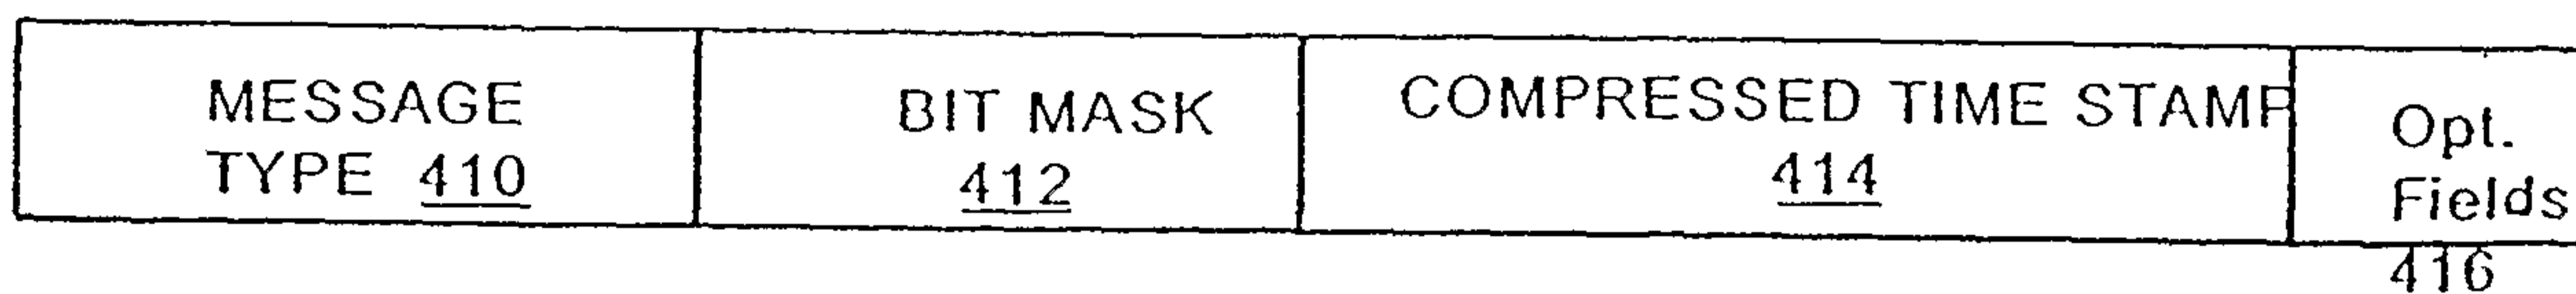 MESSAGE
TYPE 410
BIT MASK
412
COMPRESSED TIME STAMP
414
Opt.
Fields
416